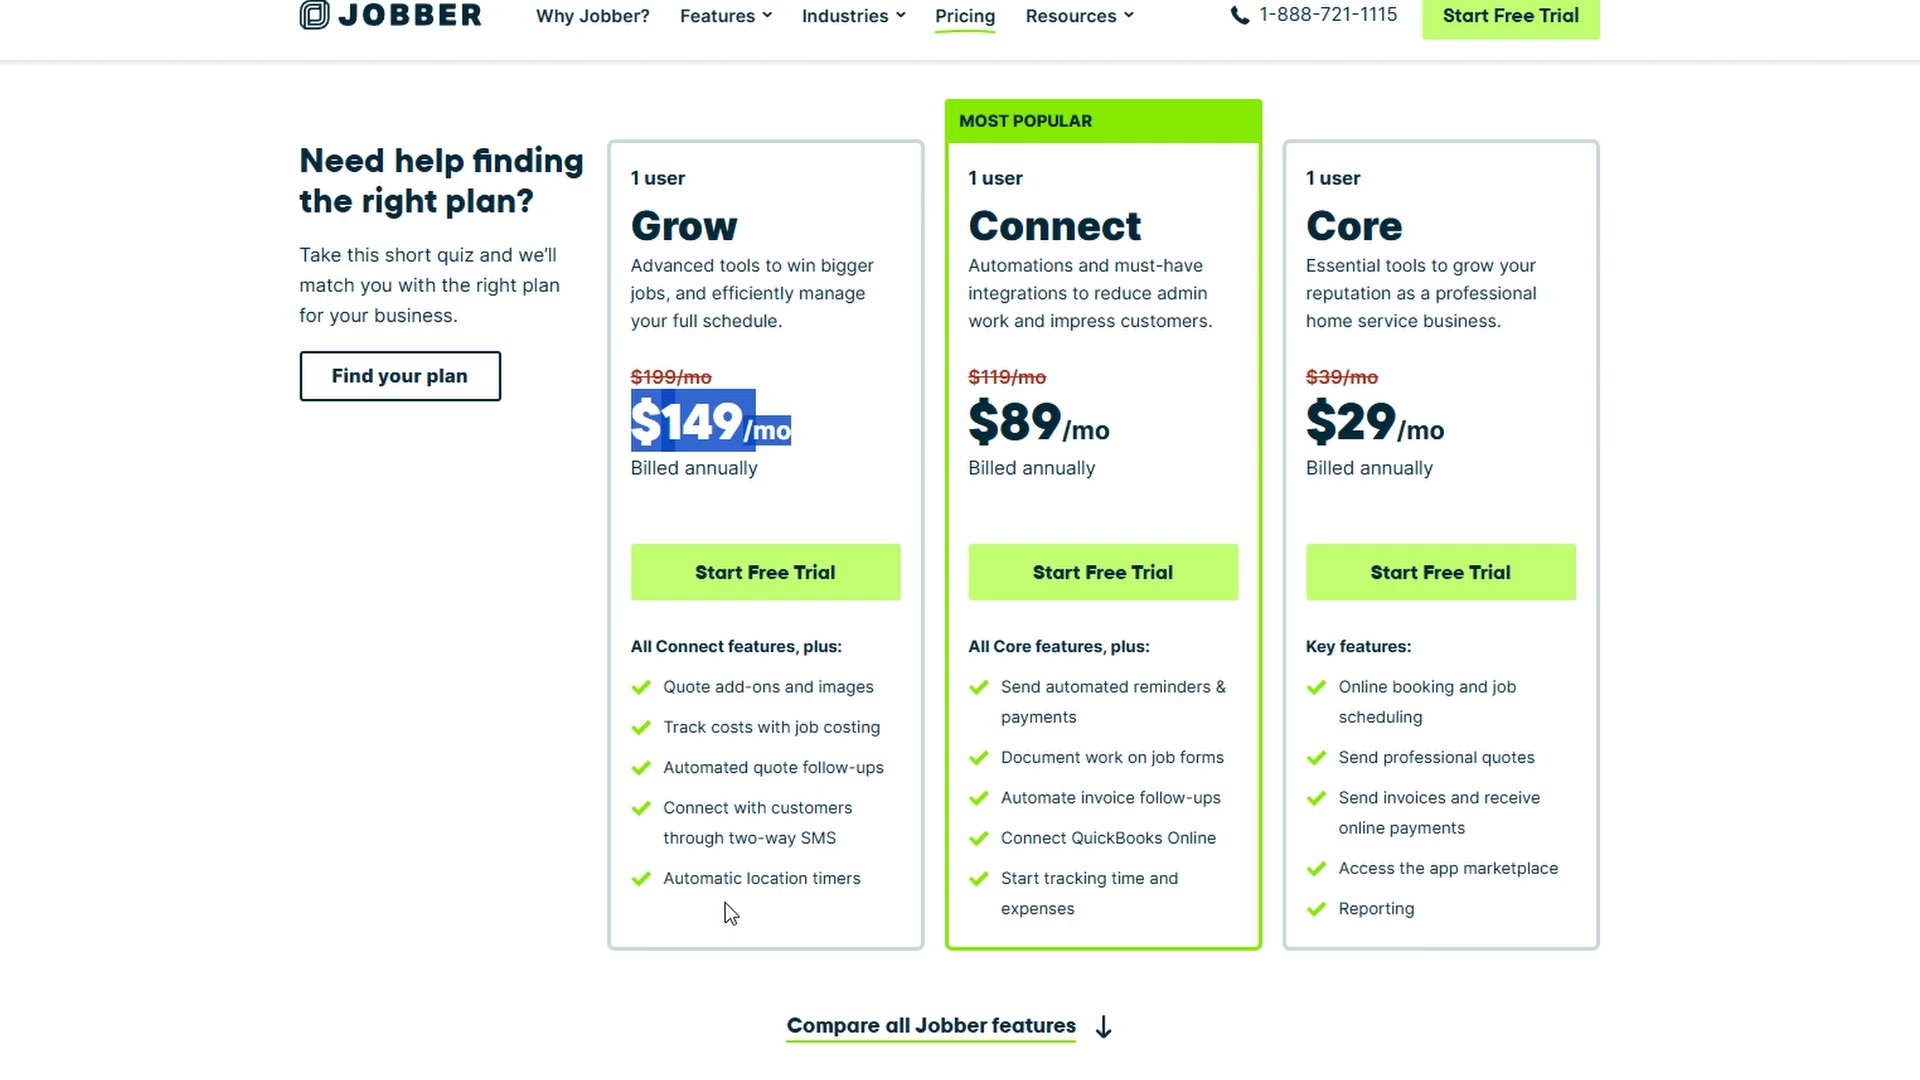 JOBBER
Why Jobber?
Features
Industries
Pricing
Resources
1-888-721-1115
Start Free Trial
Need help finding
the right plan?
Take this short quiz and we'll
match you with the right plan
for your business.
Find your plan
1 user
Grow
Advanced tools to win bigger
jobs, and efficiently manage
your full schedule.
$199/mo
$149/mo
Billed annually
Start Free Trial
All Connect features, plus:
Quote add-ons and images
Track costs with job costing
Automated quote follow-ups
Connect with customers
through two-way SMS
Automatic location timers
MOST POPULAR
1 user
Connect
Automations and must-have
integrations to reduce admin
work and impress customers.
$119/mo
$89/mo
Billed annually
Start Free Trial
All Core features, plus:
Send automated reminders &
payments
Document work on job forms
Automate invoice follow-ups
Connect QuickBooks Online
Start tracking time and
expenses
1 user
Core
Essential tools to grow your
reputation as a professional
home service business.
$39/mo
$29/mo
Billed annually
Start Free Trial
Key features:
Online booking and job
scheduling
Send professional quotes
Send invoices and receive
online payments
Access the app marketplace
Reporting
Compare all Jobber features